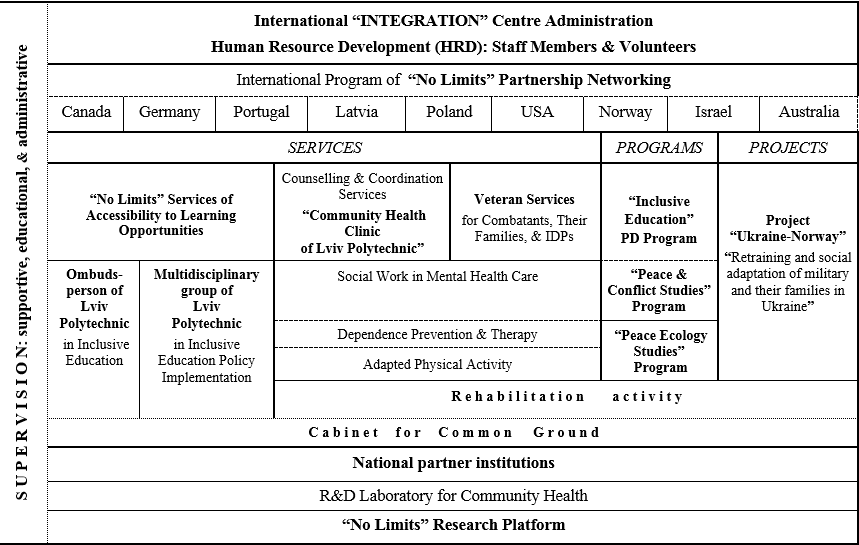 SUPERVISION: supportive, educational, & administrative
International “INTEGRATION” Centre Administration
Human Resource Development (HRD): Staff Members & Volunteers
International Program of “No Limits” Partnership Networking
Canada Germany Portugal Latvia Poland USA Norway Israel Australia
SERVICES PROGRAMS PROJECTS
“No Limits” Services of
Accessibility to Learning
Opportunities
Counselling & Coordination
Services
“Community Health
Clinic
of Lviv Polytechnic”
Veteran Services
for Combatants, Their
Families, & IDPs
“Inclusive
Education”
PD Program
Project
“Ukraine-Norway”
“Retraining and social
adaptation of military
and their families in
Ukraine”
Ombuds-
person of
Lviv
Polytechnic
in Inclusive
Education
Multidisciplinary
group of
Lviv
Polytechnic
in Inclusive
Education Policy
Implementation
Social Work in Mental Health Care
“Peace &
Conflict Studies”
Program
Dependence Prevention & Therapy
Adapted Physical Activity
“Peace Ecology
Studies”
Program
Rehabilitation activity
Cabinet for Common Ground
National partner institutions
R&D Laboratory for Community Health
“No Limits” Research Platform